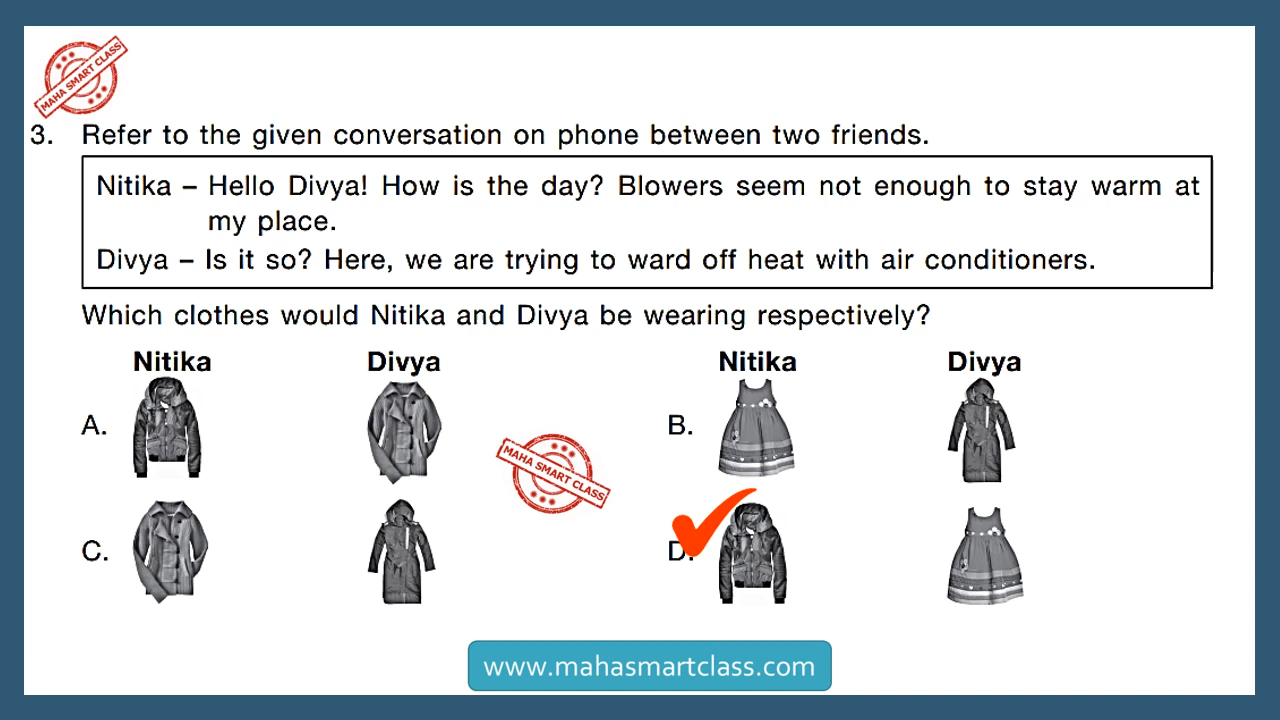 MAHA SMART CLASS
3. Refer to the given conversation on phone between two friends.
Nitika – Hello Divya! How is the day? Blowers seem not enough to stay warm at
my place.
Divya – Is it so? Here, we are trying to ward off heat with air conditioners.
Which clothes would Nitika and Divya be wearing respectively?
Nitika Divya Nitika Divya
A. B.
MAHA SMART CLASS
C. D.
www.mahasmartclass.com